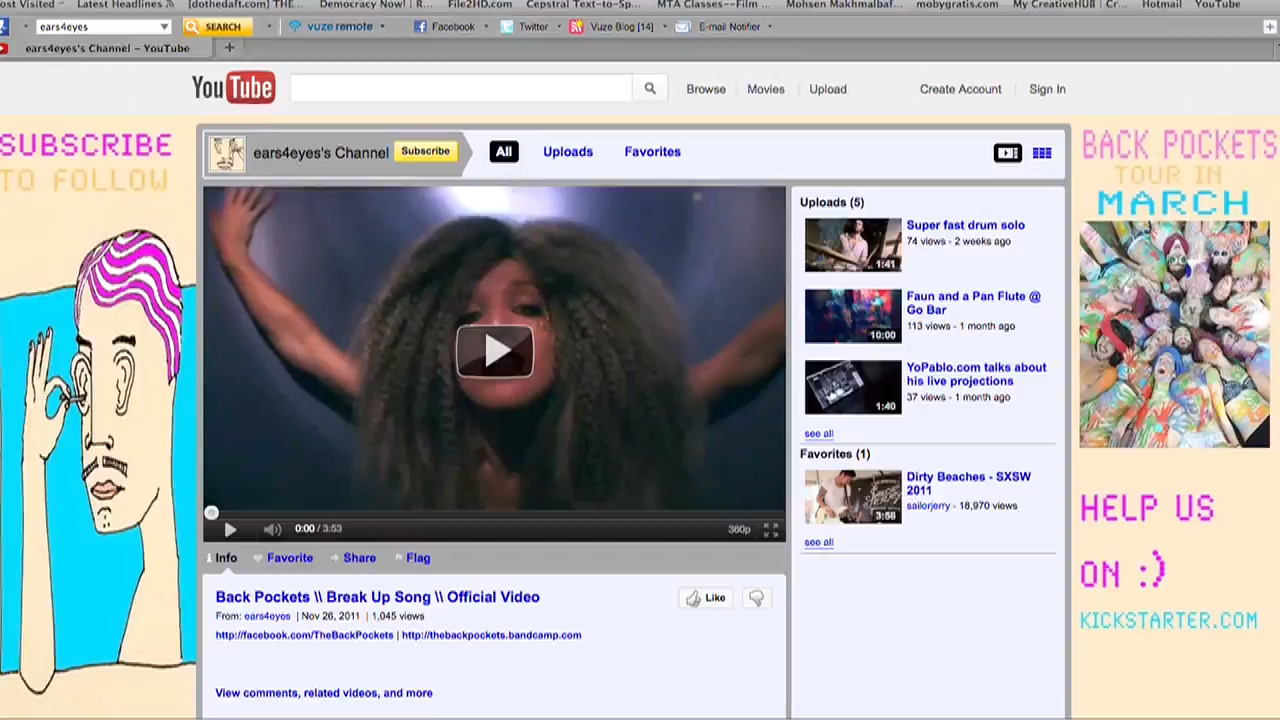 ost Visited
Latest Headlines
[dothedaft.com] THE...
Democracy Now! | R...
File2HD.com
Cepstral Text-to-Sp...
MTA Classes--Film ...
Mohsen Makhmalbaf...
mobygratis.com
My CreativeHUB | Cr...
Hotmail
YouTube
ears4eyes
SEARCH
vuze remote
Facebook
Twitter
Vuze Blog [14]
E-mail Notifier
ears4eyes's Channel – YouTube
YouTube
Browse
Movies
Upload
Create Account
Sign In
SUBSCRIBE
TO FOLLOW
ears4eyes's Channel
Subscribe
All
Uploads
Favorites
BACK POCKETS
TOUR IN
MARCH
Uploads (5)
Super fast drum solo
74 views - 2 weeks ago
1:41
Faun and a Pan Flute @
Go Bar
113 views - 1 month ago
10:00
YoPablo.com talks about
his live projections
37 views - 1 month ago
1:40
see all
Favorites (1)
Dirty Beaches - SXSW
2011
sailorjerry - 18,970 views
3:58
see all
0:00 / 3:53
360p
Info
Favorite
Share
Flag
Back Pockets \\ Break Up Song \\ Official Video
Like
From: ears4eyes | Nov 26, 2011 | 1,045 views
http://facebook.com/TheBackPockets | http://thebackpockets.bandcamp.com
View comments, related videos, and more
HELP US
ON :)
KICKSTARTER.COM